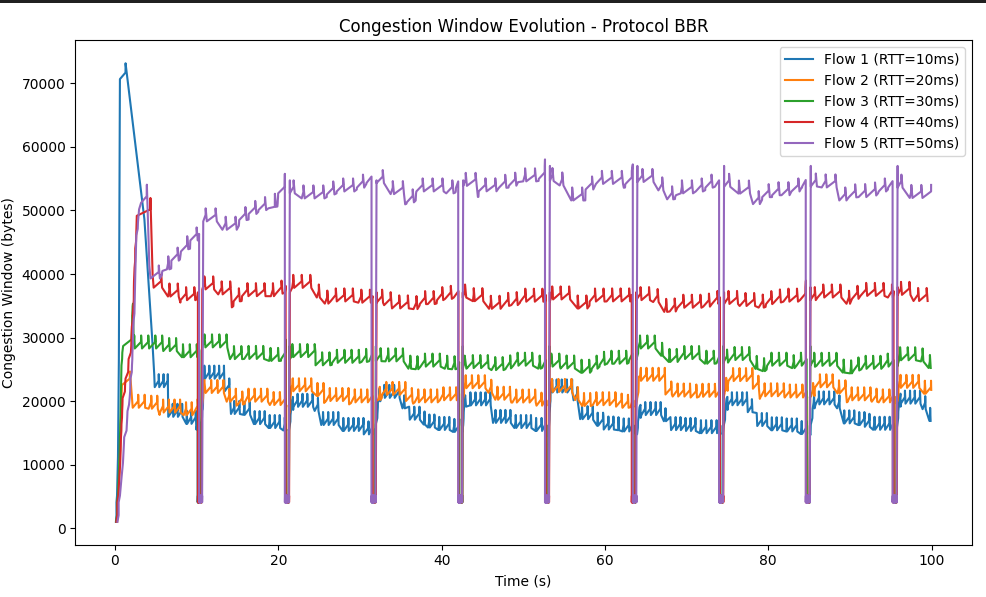 Congestion Window Evolution - Protocol BBR
Congestion Window (bytes)
70000
60000
50000
40000
30000
20000
10000
0
Flow 1 (RTT=10ms)
Flow 2 (RTT=20ms)
Flow 3 (RTT=30ms)
Flow 4 (RTT=40ms)
Flow 5 (RTT=50ms)
0 20 40 60 80 100
Time (s)